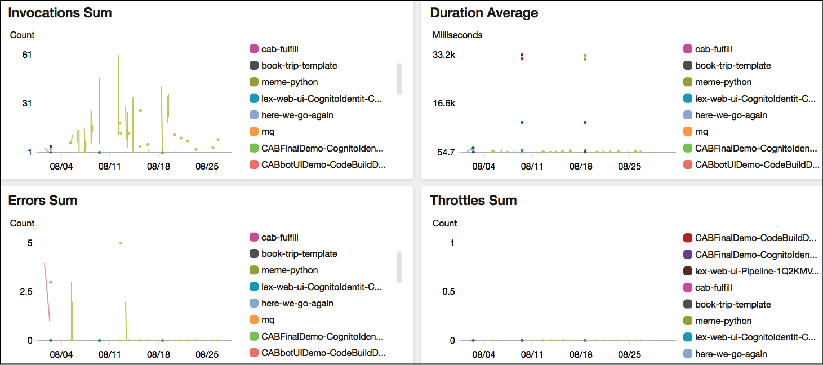 Invocations Sum
Count
61
31
1
08/04
08/11
08/18
08/25
cab-fulfill
book-trip-template
meme-python
lex-web-ui-CognitoIdentit-C...
here-we-go-again
mq
CABFinalDemo-CognitoIden...
CABbotUIDemo-CodeBuildD...
Duration Average
Milliseconds
33.2k
16.6k
54.7
08/04
08/11
08/18
08/25
cab-fulfill
book-trip-template
meme-python
lex-web-ui-CognitoIdentit-C...
here-we-go-again
mq
CABFinalDemo-CognitoIden...
CABbotUIDemo-CodeBuildD...
Errors Sum
Count
5
2.5
0
08/04
08/11
08/18
08/25
cab-fulfill
book-trip-template
meme-python
lex-web-ui-CognitoIdentit-C...
here-we-go-again
mq
CABFinalDemo-CognitoIden...
CABbotUIDemo-CodeBuildD...
Throttles Sum
Count
1
0.5
0
08/04
08/11
08/18
08/25
CABFinalDemo-CodeBuildD...
CABFinalDemo-CognitoIden...
lex-web-ui-Pipeline-1Q2KMV...
cab-fulfill
book-trip-template
meme-python
lex-web-ui-CognitoIdentit-C...
here-we-go-again